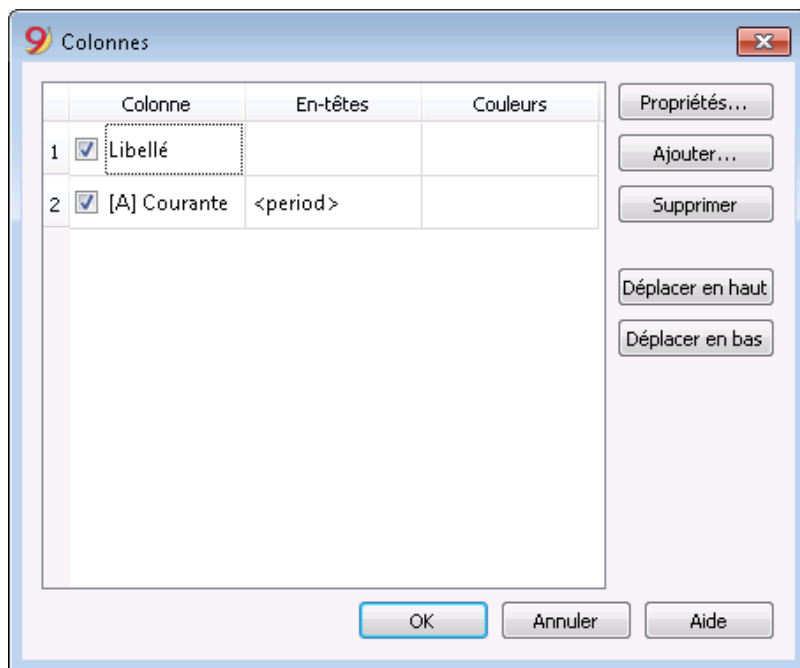 9 Colonnes
Colonne En-têtes Couleurs
1 Libellé
2 [A] Courante <period>
Propriétés...
Ajouter...
Supprimer
Déplacer en haut
Déplacer en bas
OK Annuler Aide